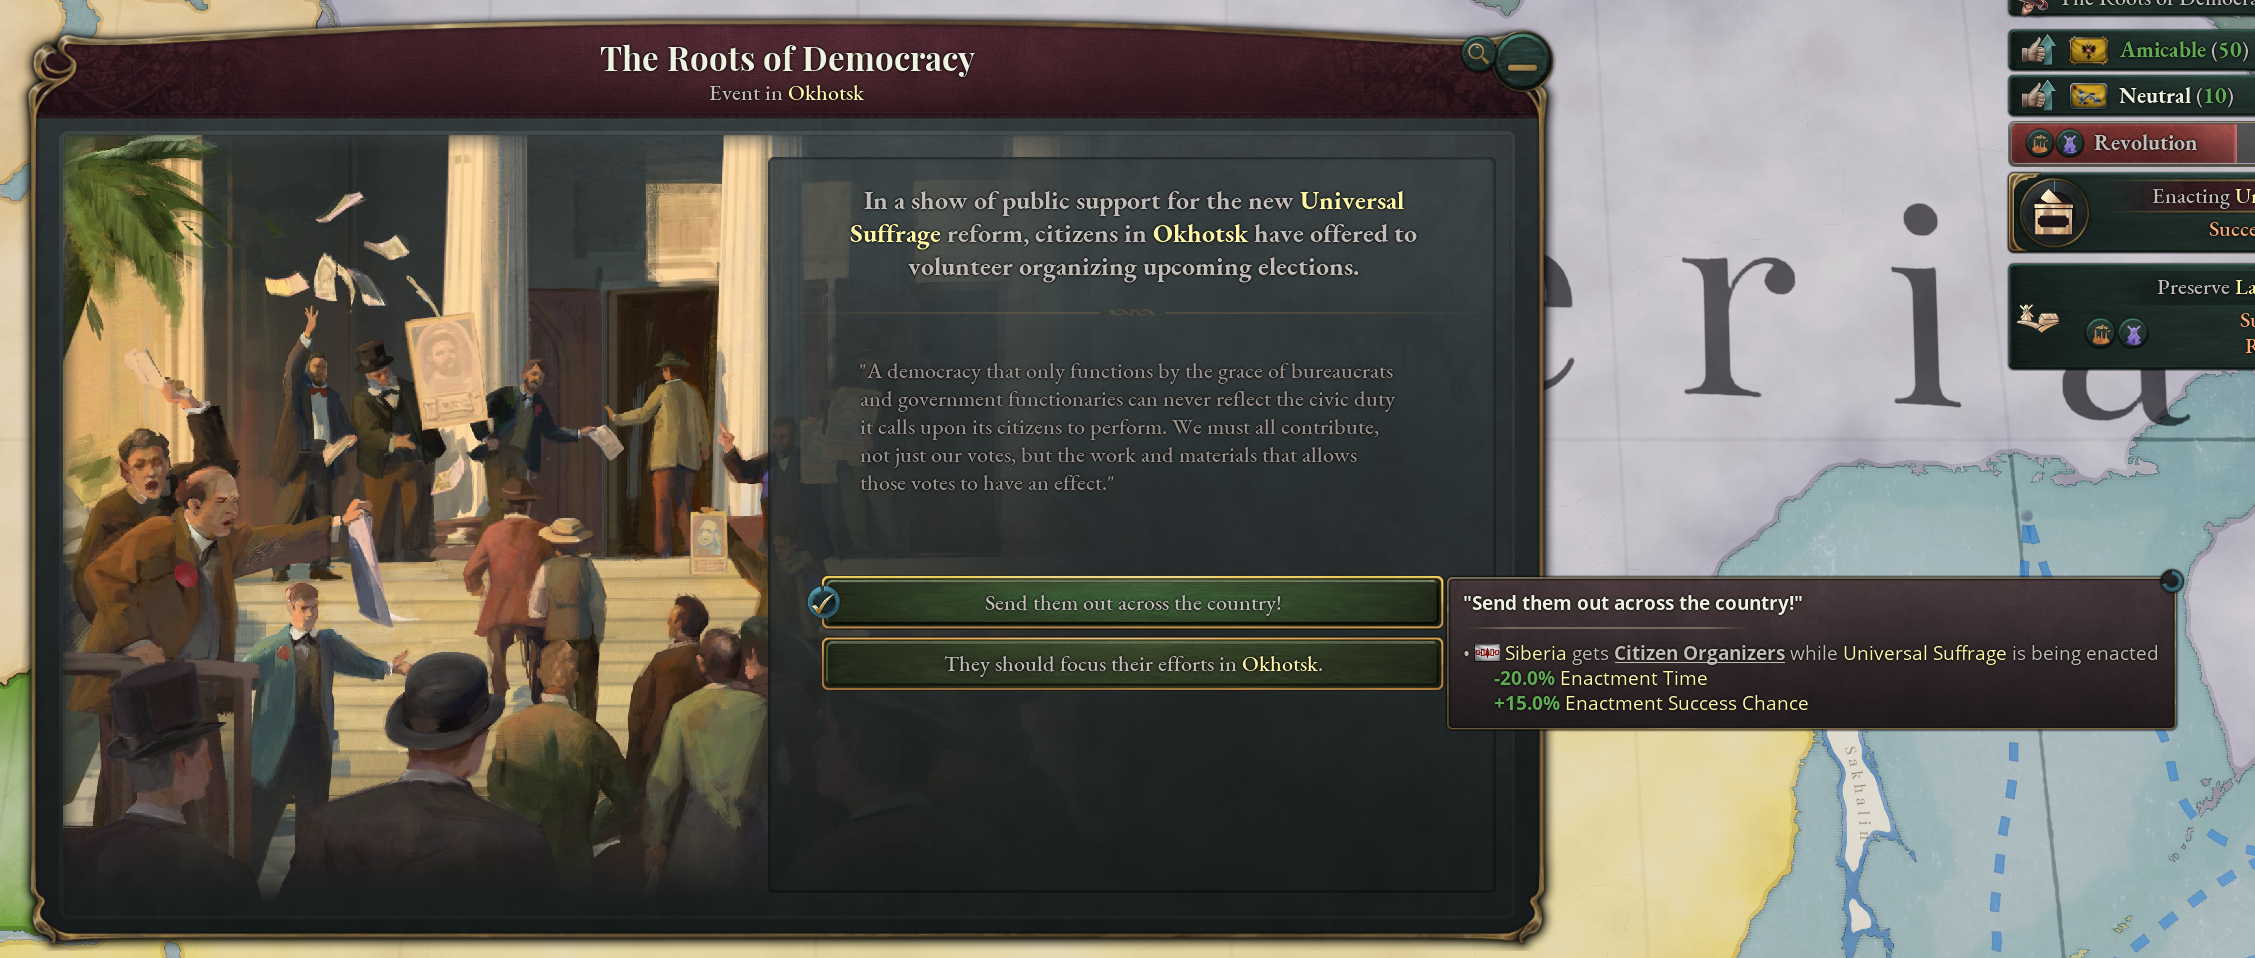 The Roots of Democracy
Event in Okhotsk
In a show of public support for the new Universal
Suffrage reform, citizens in Okhotsk have offered to
volunteer organizing upcoming elections.
"A democracy that only functions by the grace of bureaucrats
and government functionaries can never reflect the civic duty
it calls upon its citizens to perform. We must all contribute,
not just our votes, but the work and materials that allows
those votes to have an effect."
Send them out across the country!
They should focus their efforts in Okhotsk.
"Send them out across the country!"
• Siberia gets Citizen Organizers while Universal Suffrage is being enacted
-20.0% Enactment Time
+15.0% Enactment Success Chance
The Roots of
Amicable (50)
Neutral (10)
Revolution
Enacting
Preserve
e r i a
Sakhalin